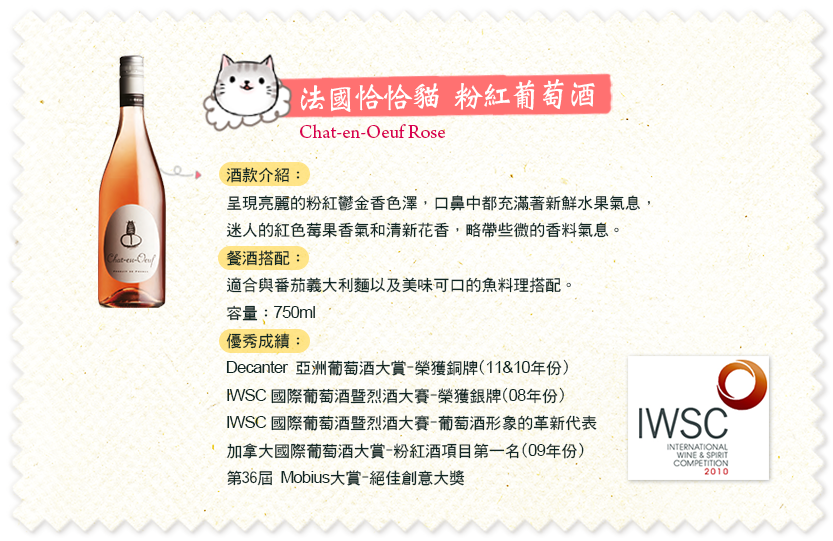 法國恰恰貓 粉紅葡萄酒
Chat-en-Oeuf Rose
酒款介紹：
呈現亮麗的粉紅鬱金香色澤，口鼻中都充滿著新鮮水果氣息，
迷人的紅色莓果香氣和清新花香，略帶些微的香料氣息。
餐酒搭配：
適合與番茄義大利麵以及美味可口的魚料理搭配。
容量：750ml
優秀成績：
Decanter 亞洲葡萄酒大賞-榮獲銅牌(11&10年份)
IWSC 國際葡萄酒暨烈酒大賽-榮獲銀牌(08年份)
IWSC 國際葡萄酒暨烈酒大賽-葡萄酒形象的革新代表
加拿大國際葡萄酒大賞-粉紅酒項目第一名(09年份)
第36屆 Mobius大賞-絕佳創意大獎
Chat-en-Oeuf
IWSC
INTERNATIONAL
WINE & SPIRIT
COMPETITION
2010